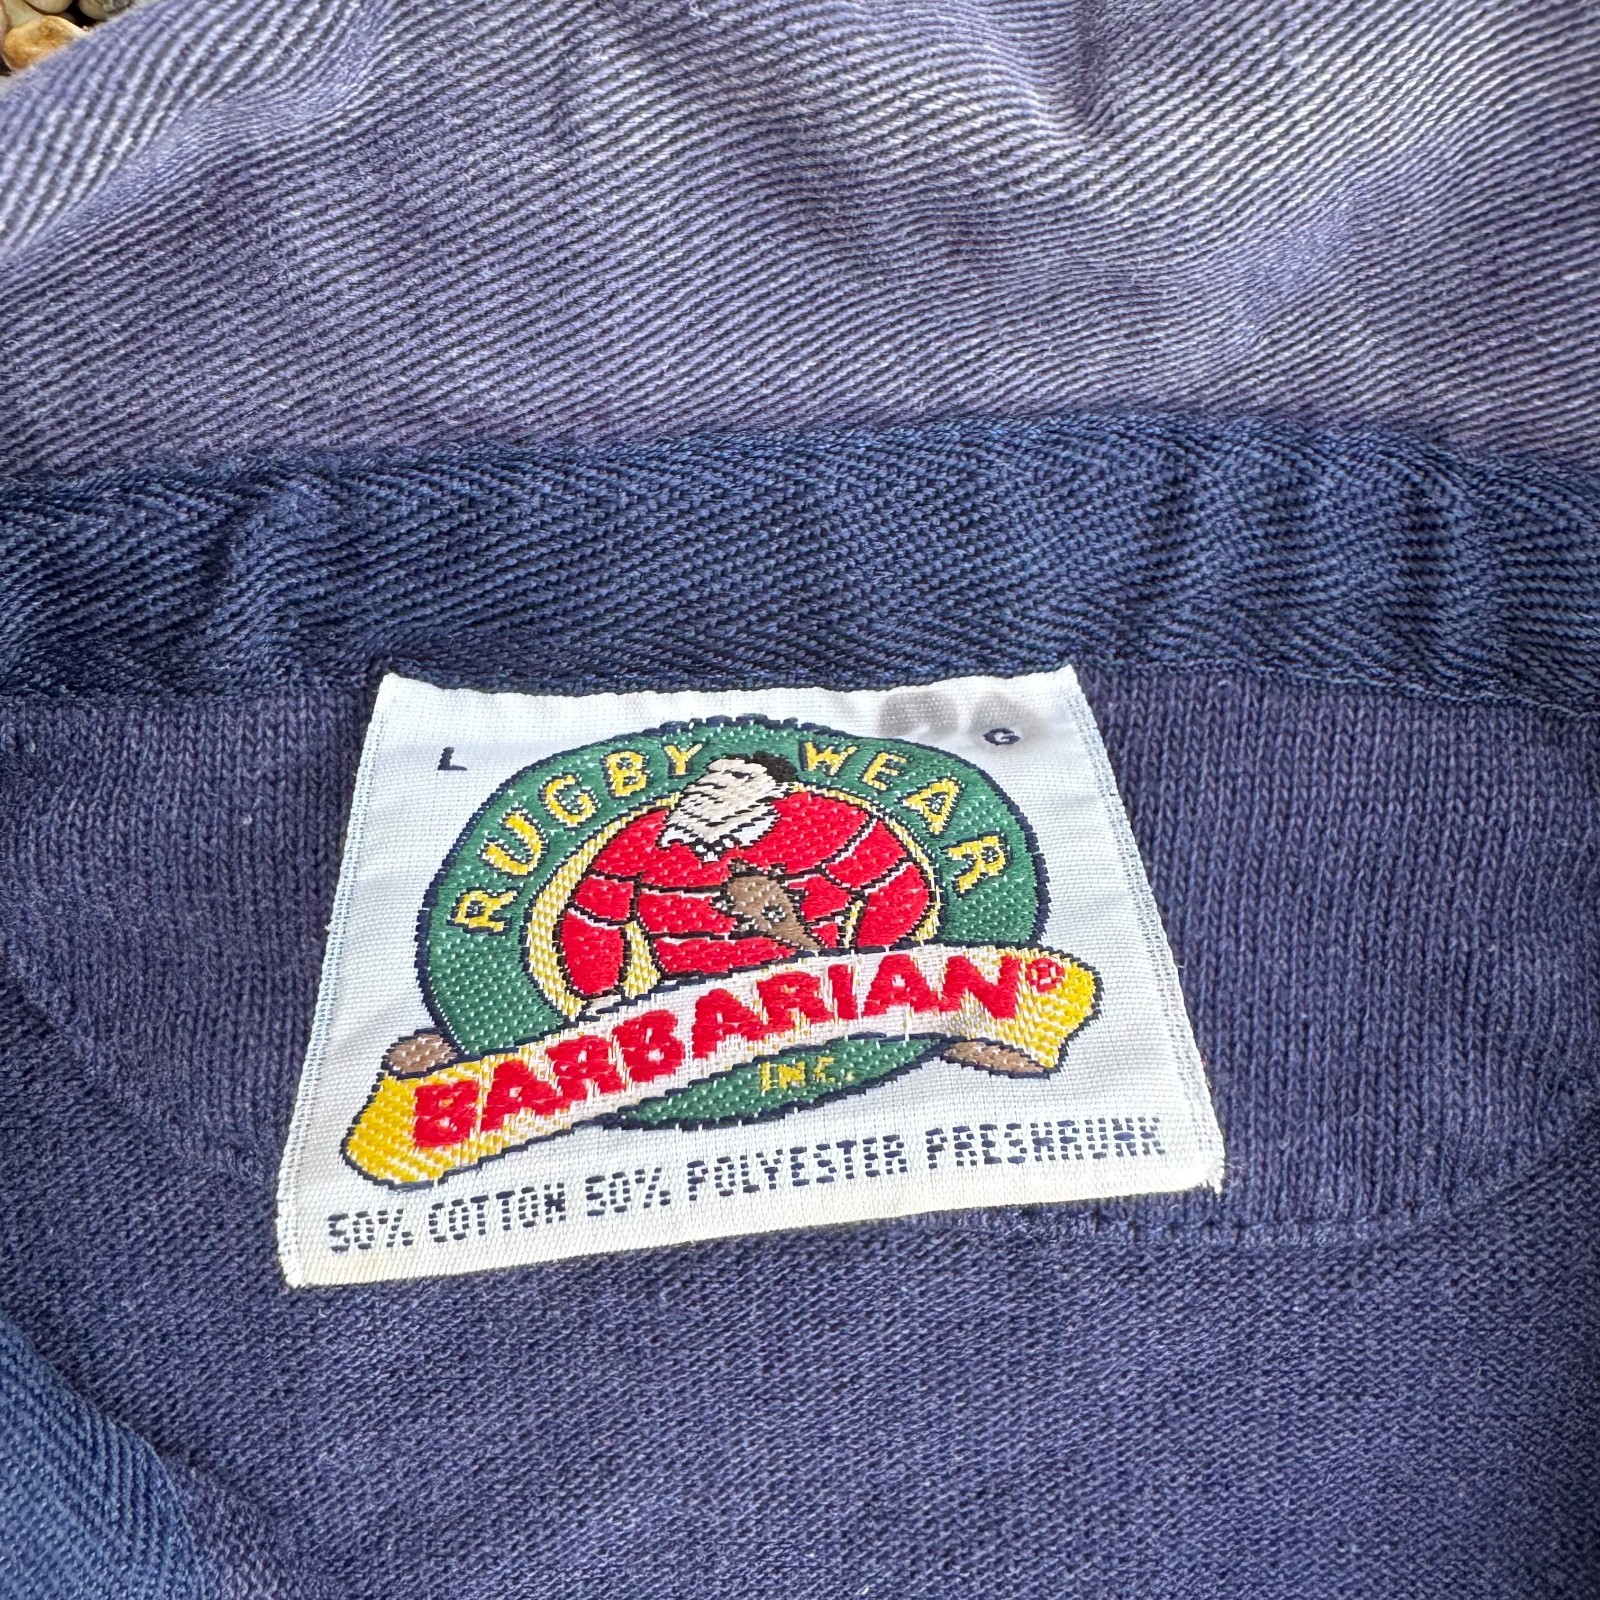 L G
RUGBY WEAR
BARBARIAN®
INC.
50% COTTON 50% POLYESTER PRESHRUNK